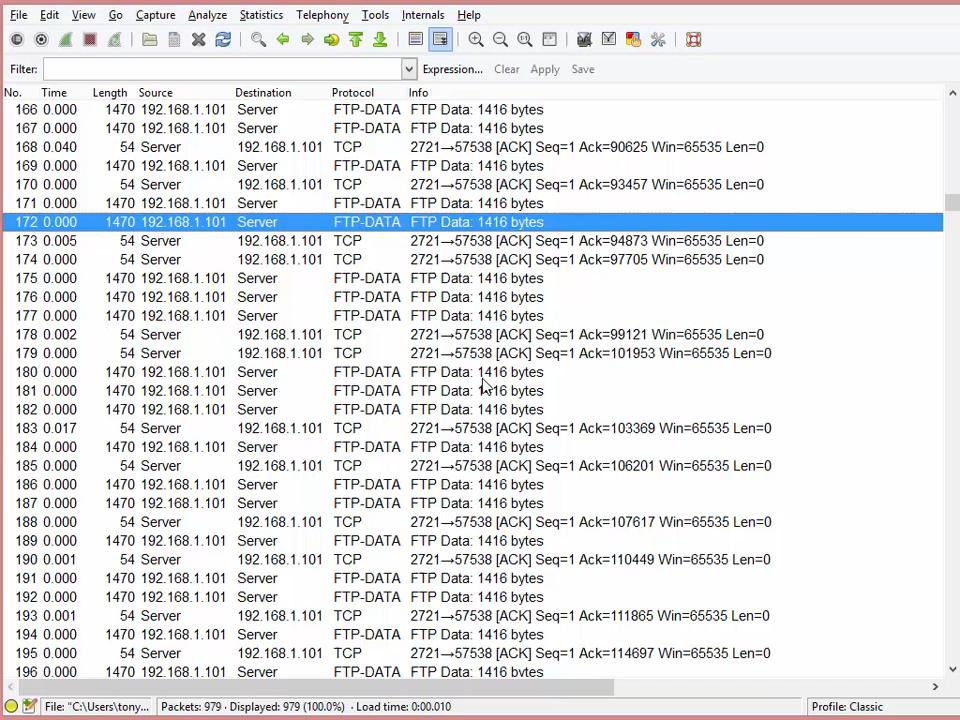 File Edit View Go Capture Analyze Statistics Telephony Tools Internals Help
Filter: Expression... Clear Apply Save
No. Time Length Source Destination Protocol Info
166 0.000 1470 192.168.1.101 Server FTP-DATA FTP Data: 1416 bytes
167 0.000 1470 192.168.1.101 Server FTP-DATA FTP Data: 1416 bytes
168 0.040 54 Server 192.168.1.101 TCP 2721→57538 [ACK] Seq=1 Ack=90625 Win=65535 Len=0
169 0.000 1470 192.168.1.101 Server FTP-DATA FTP Data: 1416 bytes
170 0.000 54 Server 192.168.1.101 TCP 2721→57538 [ACK] Seq=1 Ack=93457 Win=65535 Len=0
171 0.000 1470 192.168.1.101 Server FTP-DATA FTP Data: 1416 bytes
172 0.000 1470 192.168.1.101 Server FTP-DATA FTP Data: 1416 bytes
173 0.005 54 Server 192.168.1.101 TCP 2721→57538 [ACK] Seq=1 Ack=94873 Win=65535 Len=0
174 0.000 54 Server 192.168.1.101 TCP 2721→57538 [ACK] Seq=1 Ack=97705 Win=65535 Len=0
175 0.000 1470 192.168.1.101 Server FTP-DATA FTP Data: 1416 bytes
176 0.000 1470 192.168.1.101 Server FTP-DATA FTP Data: 1416 bytes
177 0.000 1470 192.168.1.101 Server FTP-DATA FTP Data: 1416 bytes
178 0.002 54 Server 192.168.1.101 TCP 2721→57538 [ACK] Seq=1 Ack=99121 Win=65535 Len=0
179 0.000 54 Server 192.168.1.101 TCP 2721→57538 [ACK] Seq=1 Ack=101953 Win=65535 Len=0
180 0.000 1470 192.168.1.101 Server FTP-DATA FTP Data: 1416 bytes
181 0.000 1470 192.168.1.101 Server FTP-DATA FTP Data: 1416 bytes
182 0.000 1470 192.168.1.101 Server FTP-DATA FTP Data: 1416 bytes
183 0.017 54 Server 192.168.1.101 TCP 2721→57538 [ACK] Seq=1 Ack=103369 Win=65535 Len=0
184 0.000 1470 192.168.1.101 Server FTP-DATA FTP Data: 1416 bytes
185 0.000 54 Server 192.168.1.101 TCP 2721→57538 [ACK] Seq=1 Ack=106201 Win=65535 Len=0
186 0.000 1470 192.168.1.101 Server FTP-DATA FTP Data: 1416 bytes
187 0.000 1470 192.168.1.101 Server FTP-DATA FTP Data: 1416 bytes
188 0.000 54 Server 192.168.1.101 TCP 2721→57538 [ACK] Seq=1 Ack=107617 Win=65535 Len=0
189 0.000 1470 192.168.1.101 Server FTP-DATA FTP Data: 1416 bytes
190 0.001 54 Server 192.168.1.101 TCP 2721→57538 [ACK] Seq=1 Ack=110449 Win=65535 Len=0
191 0.000 1470 192.168.1.101 Server FTP-DATA FTP Data: 1416 bytes
192 0.000 1470 192.168.1.101 Server FTP-DATA FTP Data: 1416 bytes
193 0.001 54 Server 192.168.1.101 TCP 2721→57538 [ACK] Seq=1 Ack=111865 Win=65535 Len=0
194 0.000 1470 192.168.1.101 Server FTP-DATA FTP Data: 1416 bytes
195 0.000 54 Server 192.168.1.101 TCP 2721→57538 [ACK] Seq=1 Ack=114697 Win=65535 Len=0
196 0.000 1470 192.168.1.101 Server FTP-DATA FTP Data: 1416 bytes
File: "C:\Users\tony... Packets: 979 · Displayed: 979 (100.0%) · Load time: 0:00.010 Profile: Classic